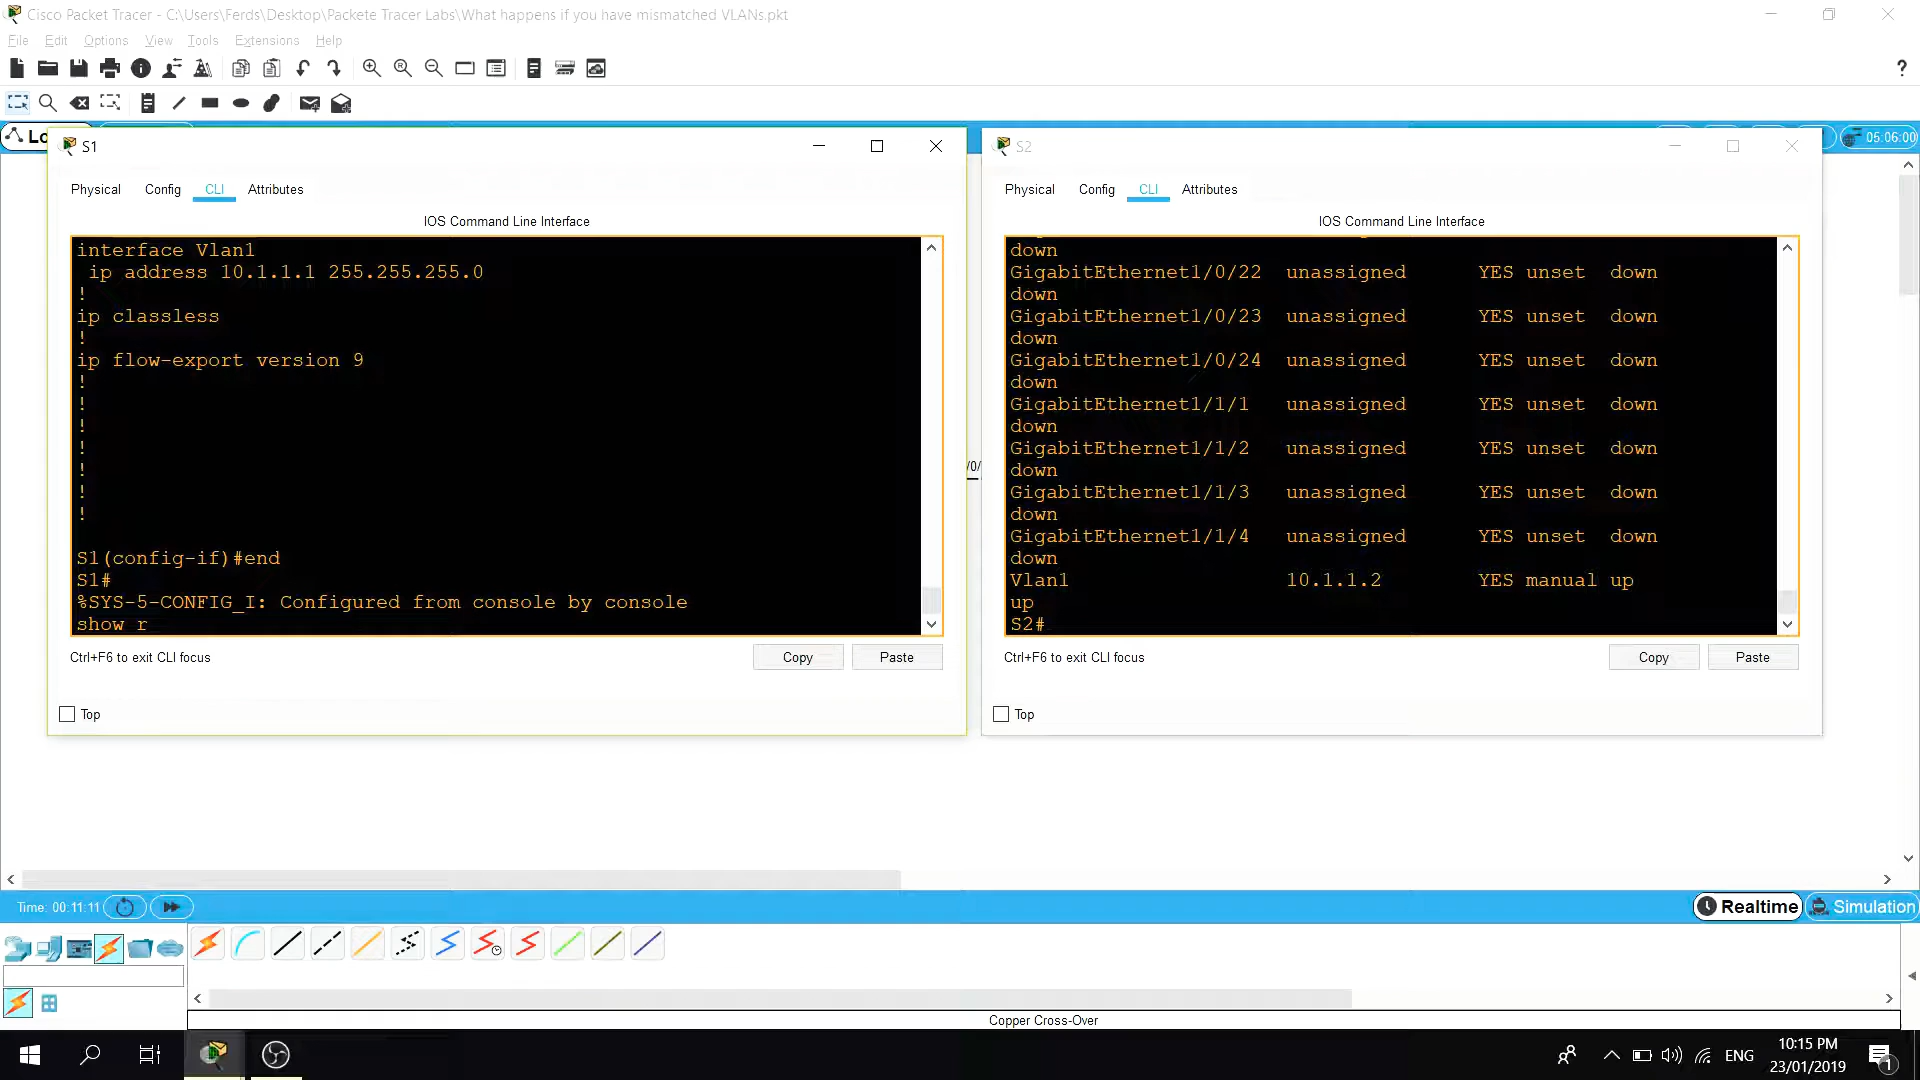 Cisco Packet Tracer - C:\Users\Ferds\Desktop\Packete Tracer Labs\What happens if you have mismatched VLANs.pkt
File Edit Options View Tools Extensions Help
?
05:06:00
S1
Physical Config CLI Attributes
IOS Command Line Interface
interface Vlan1
 ip address 10.1.1.1 255.255.255.0
!
ip classless
!
ip flow-export version 9
!
!
!
!
!
!
!
S1(config-if)#end
S1#
%SYS-5-CONFIG_I: Configured from console by console
show r
Ctrl+F6 to exit CLI focus
Copy Paste
Top
/0/
S2
Physical Config CLI Attributes
IOS Command Line Interface
down
GigabitEthernet1/0/22 unassigned YES unset down
down
GigabitEthernet1/0/23 unassigned YES unset down
down
GigabitEthernet1/0/24 unassigned YES unset down
down
GigabitEthernet1/1/1 unassigned YES unset down
down
GigabitEthernet1/1/2 unassigned YES unset down
down
GigabitEthernet1/1/3 unassigned YES unset down
down
GigabitEthernet1/1/4 unassigned YES unset down
down
Vlan1 10.1.1.2 YES manual up
up
S2#
Ctrl+F6 to exit CLI focus
Copy Paste
Top
Time: 00:11:11
Realtime Simulation
Copper Cross-Over
ENG
10:15 PM
23/01/2019
1